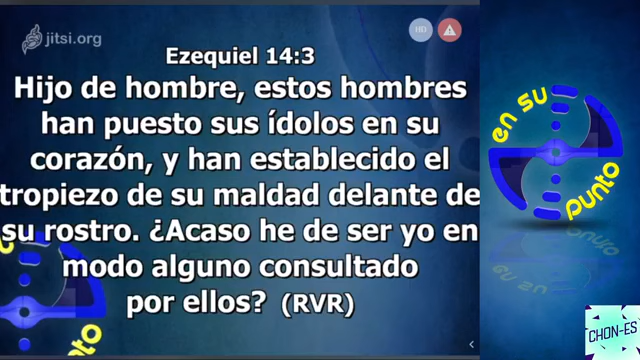 jitsi.org
HD
Ezequiel 14:3
Hijo de hombre, estos hombres
han puesto sus ídolos en su
corazón, y han establecido el
tropiezo de su maldad delante de
su rostro. ¿Acaso he de ser yo en
modo alguno consultado
por ellos? (RVR)
en su
punto
punto
CHON-ES